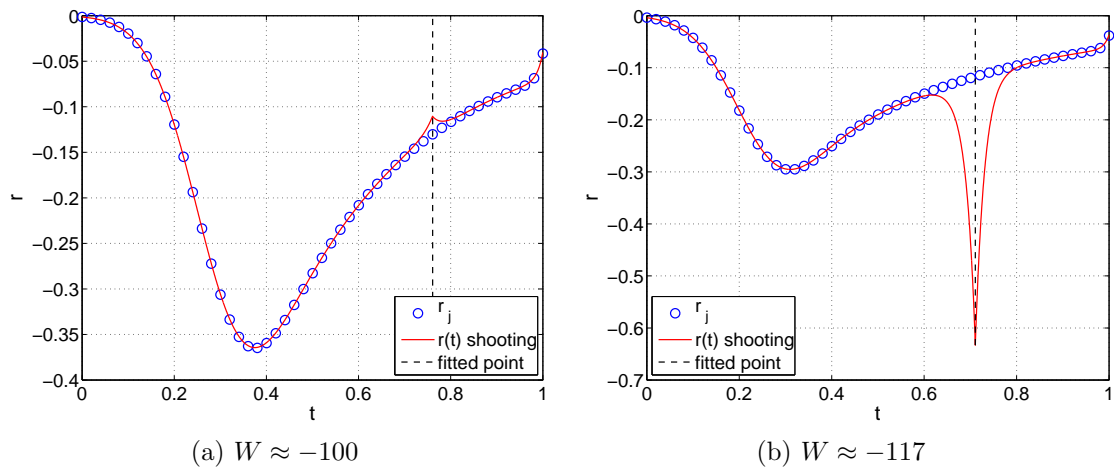 0
−0.05
−0.1
−0.15
−0.2
−0.25
−0.3
−0.35
−0.4
r
0 0.2 0.4 0.6 0.8 1
t
r_j
r(t) shooting
fitted point
(a) W ≈ −100
0
−0.1
−0.2
−0.3
−0.4
−0.5
−0.6
−0.7
r
0 0.2 0.4 0.6 0.8 1
t
r_j
r(t) shooting
fitted point
(b) W ≈ −117